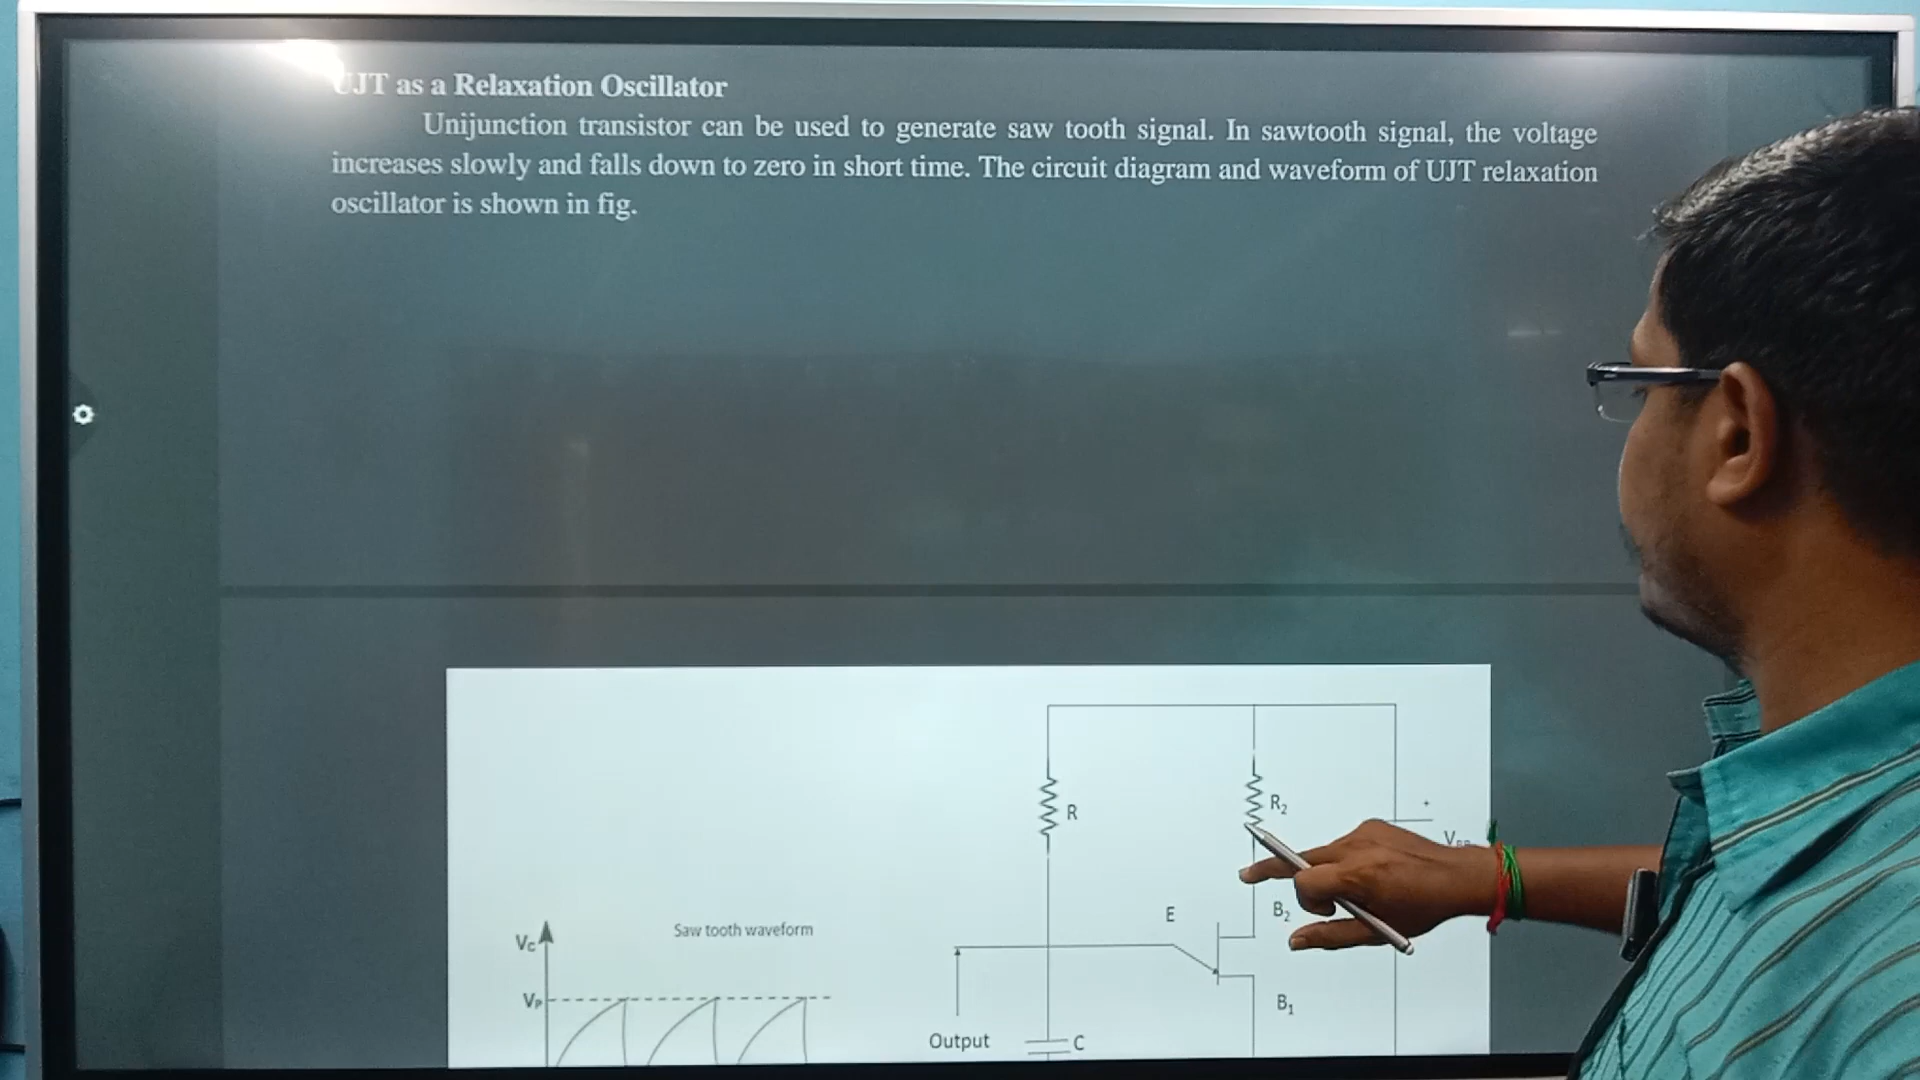 UJT as a Relaxation Oscillator
Unijunction transistor can be used to generate saw tooth signal. In sawtooth signal, the voltage
increases slowly and falls down to zero in short time. The circuit diagram and waveform of UJT relaxation
oscillator is shown in fig.
R
R₂
+
E
B₂
Saw tooth waveform
Vc
Vₚ
B₁
Output
C